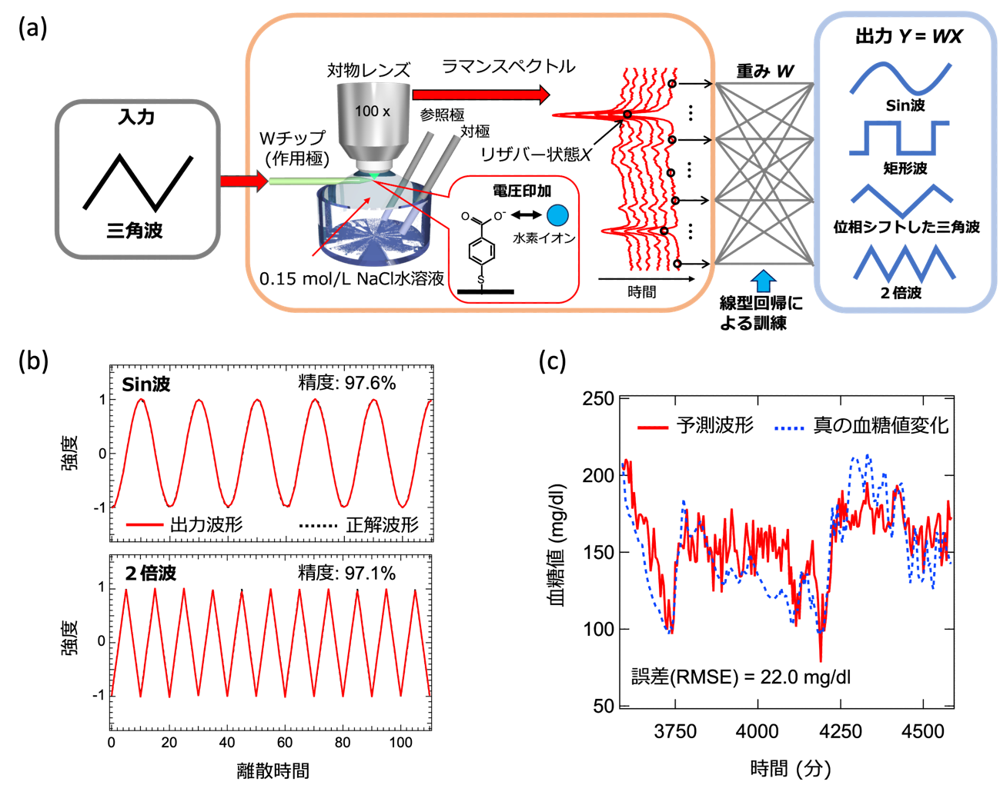 (a)
入力
三角波
対物レンズ
100 x
Wチップ
(作用極)
参照極
対極
0.15 mol/L NaCl水溶液
ラマンスペクトル
リザバー状態X
電圧印加
O
O-
水素イオン
S
時間
重み W
線型回帰に
よる訓練
出力 Y = WX
Sin波
矩形波
位相シフトした三角波
２倍波
(b)
Sin波
精度: 97.6%
強度
1
0
-1
出力波形
正解波形
２倍波
精度: 97.1%
強度
1
0
-1
0 20 40 60 80 100
離散時間
(c)
血糖値 (mg/dl)
250
200
150
100
50
予測波形
真の血糖値変化
誤差(RMSE) = 22.0 mg/dl
3750 4000 4250 4500
時間 (分)